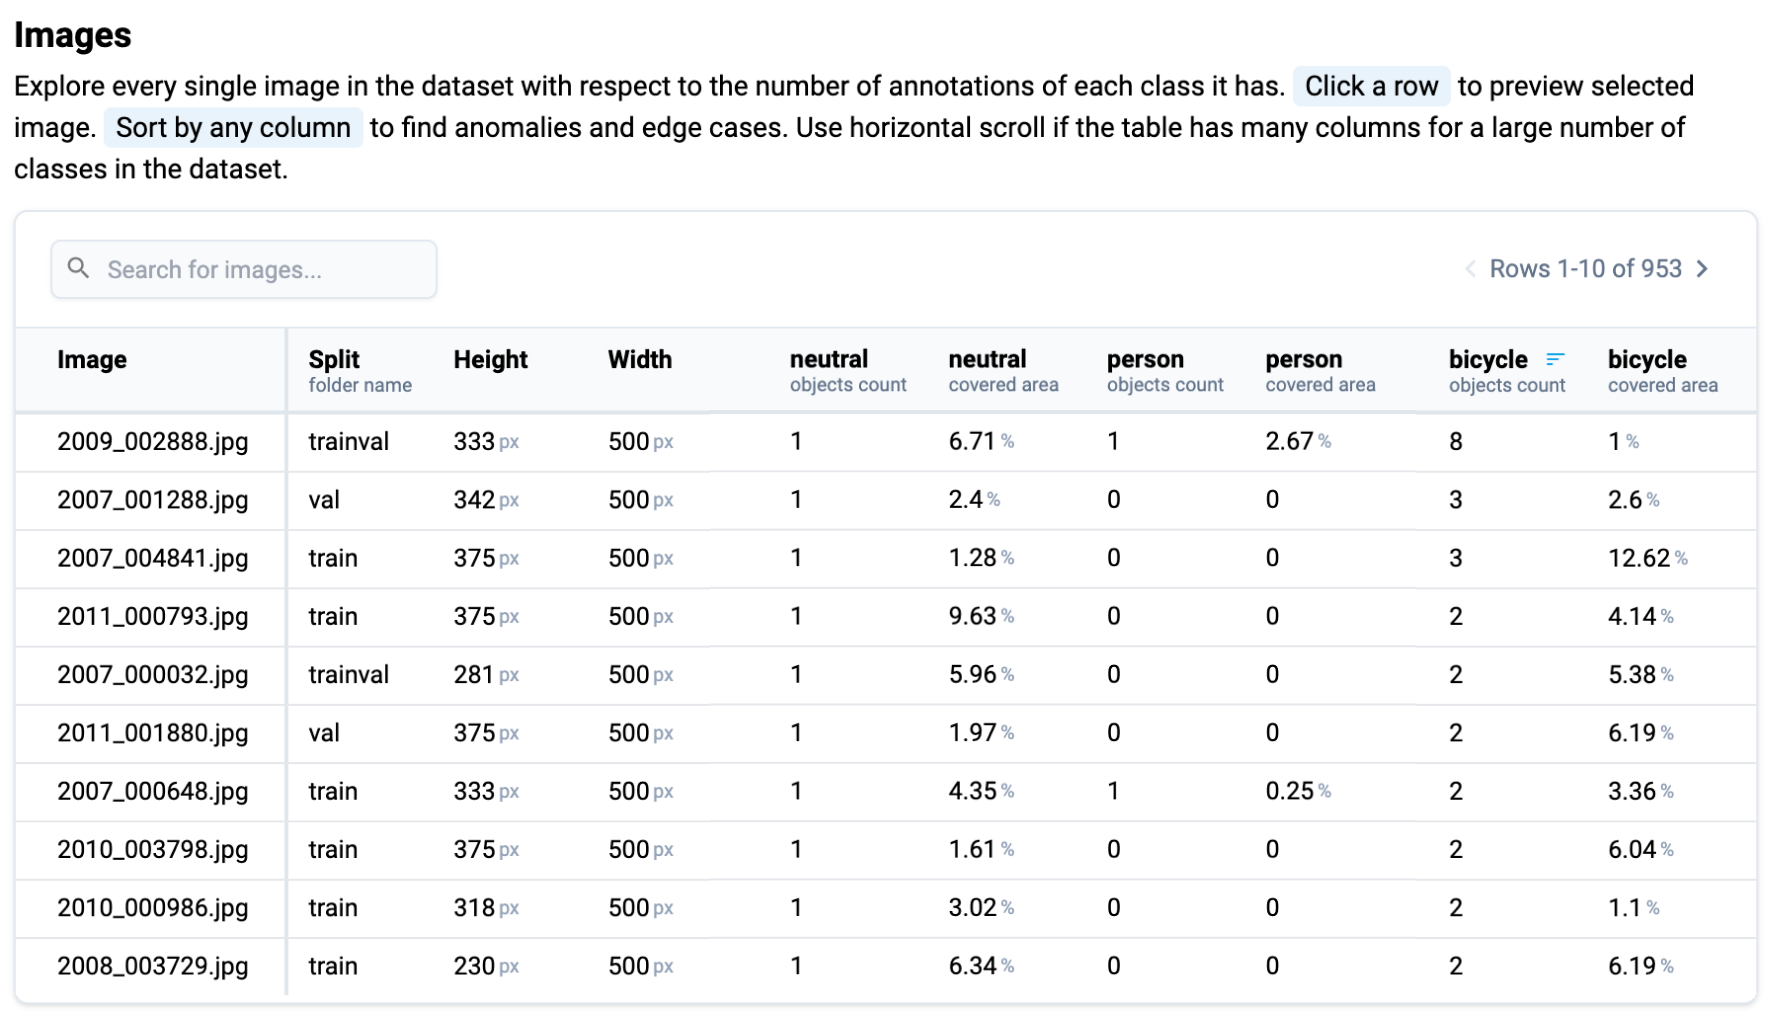 Images
Explore every single image in the dataset with respect to the number of annotations of each class it has. Click a row to preview selected
image. Sort by any column to find anomalies and edge cases. Use horizontal scroll if the table has many columns for a large number of
classes in the dataset.
Search for images... Rows 1-10 of 953
Image Split Height Width neutral neutral person person bicycle bicycle
folder name objects count covered area objects count covered area objects count covered area
2009_002888.jpg trainval 333 px 500 px 1 6.71 % 1 2.67 % 8 1 %
2007_001288.jpg val 342 px 500 px 1 2.4 % 0 0 3 2.6 %
2007_004841.jpg train 375 px 500 px 1 1.28 % 0 0 3 12.62 %
2011_000793.jpg train 375 px 500 px 1 9.63 % 0 0 2 4.14 %
2007_000032.jpg trainval 281 px 500 px 1 5.96 % 0 0 2 5.38 %
2011_001880.jpg val 375 px 500 px 1 1.97 % 0 0 2 6.19 %
2007_000648.jpg train 333 px 500 px 1 4.35 % 1 0.25 % 2 3.36 %
2010_003798.jpg train 375 px 500 px 1 1.61 % 0 0 2 6.04 %
2010_000986.jpg train 318 px 500 px 1 3.02 % 0 0 2 1.1 %
2008_003729.jpg train 230 px 500 px 1 6.34 % 0 0 2 6.19 %